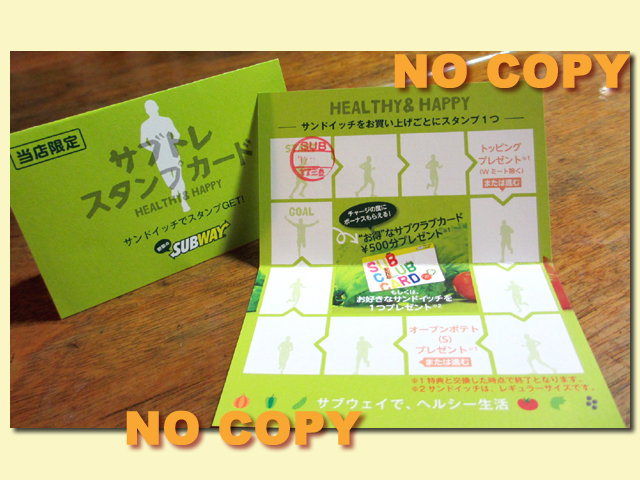 NO COPY
当店限定
サブトレ
スタンプカード
HEALTHY & HAPPY
サンドイッチでスタンプGET!
野菜の
SUBWAY
HEALTHY & HAPPY
サンドイッチをお買い上げごとにスタンプ1つ
SUB
トッピング
プレゼント※1
(Wミート除く)
または進む
GOAL
チャージの度に
ボーナスもらえる!
"お得"なサブクラブカード
¥500分プレゼント
SUB
CLUB
CARD
もしくは、
お好きなサンドイッチを
1つプレゼント※2
オーブンポテト
(S)
プレゼント※1
または進む
※1 特典と交換した時点で終了となります。
※2 サンドイッチは、レギュラーサイズです。
サブウェイで、ヘルシー生活
NO COPY